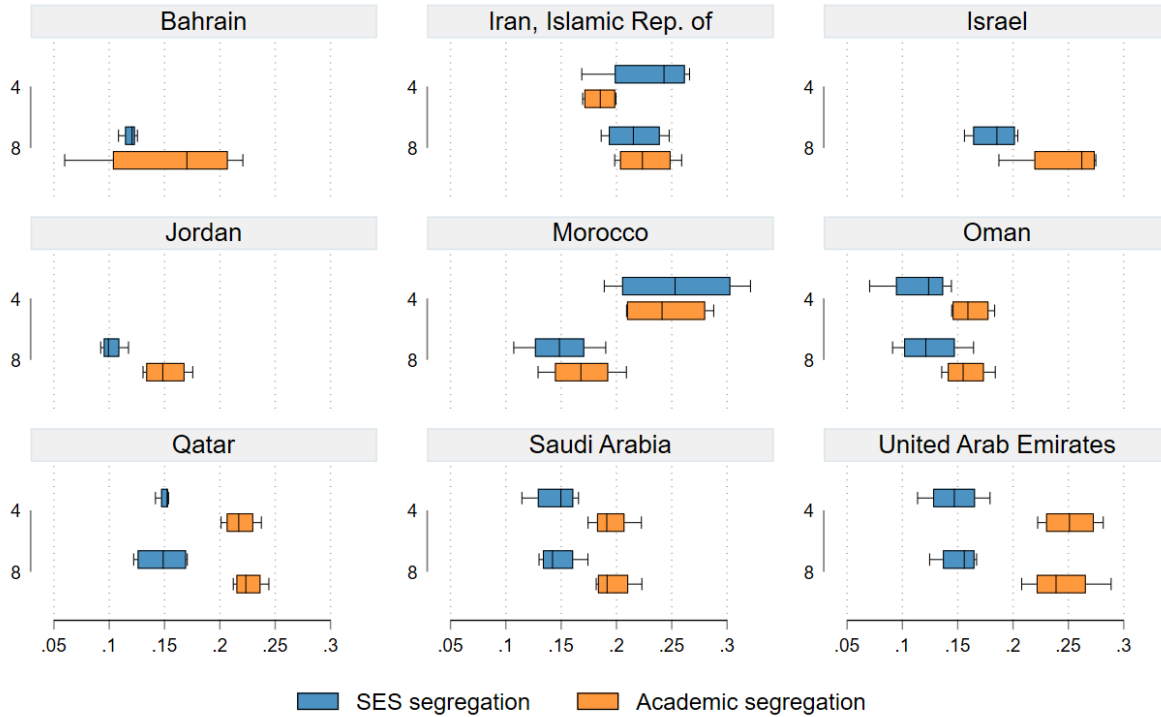 Bahrain
Iran, Islamic Rep. of
Israel
4
8
4
8
4
8
Jordan
Morocco
Oman
4
8
4
8
4
8
Qatar
Saudi Arabia
United Arab Emirates
4
8
4
8
4
8
.05 .1 .15 .2 .25 .3
.05 .1 .15 .2 .25 .3
.05 .1 .15 .2 .25 .3
SES segregation
Academic segregation